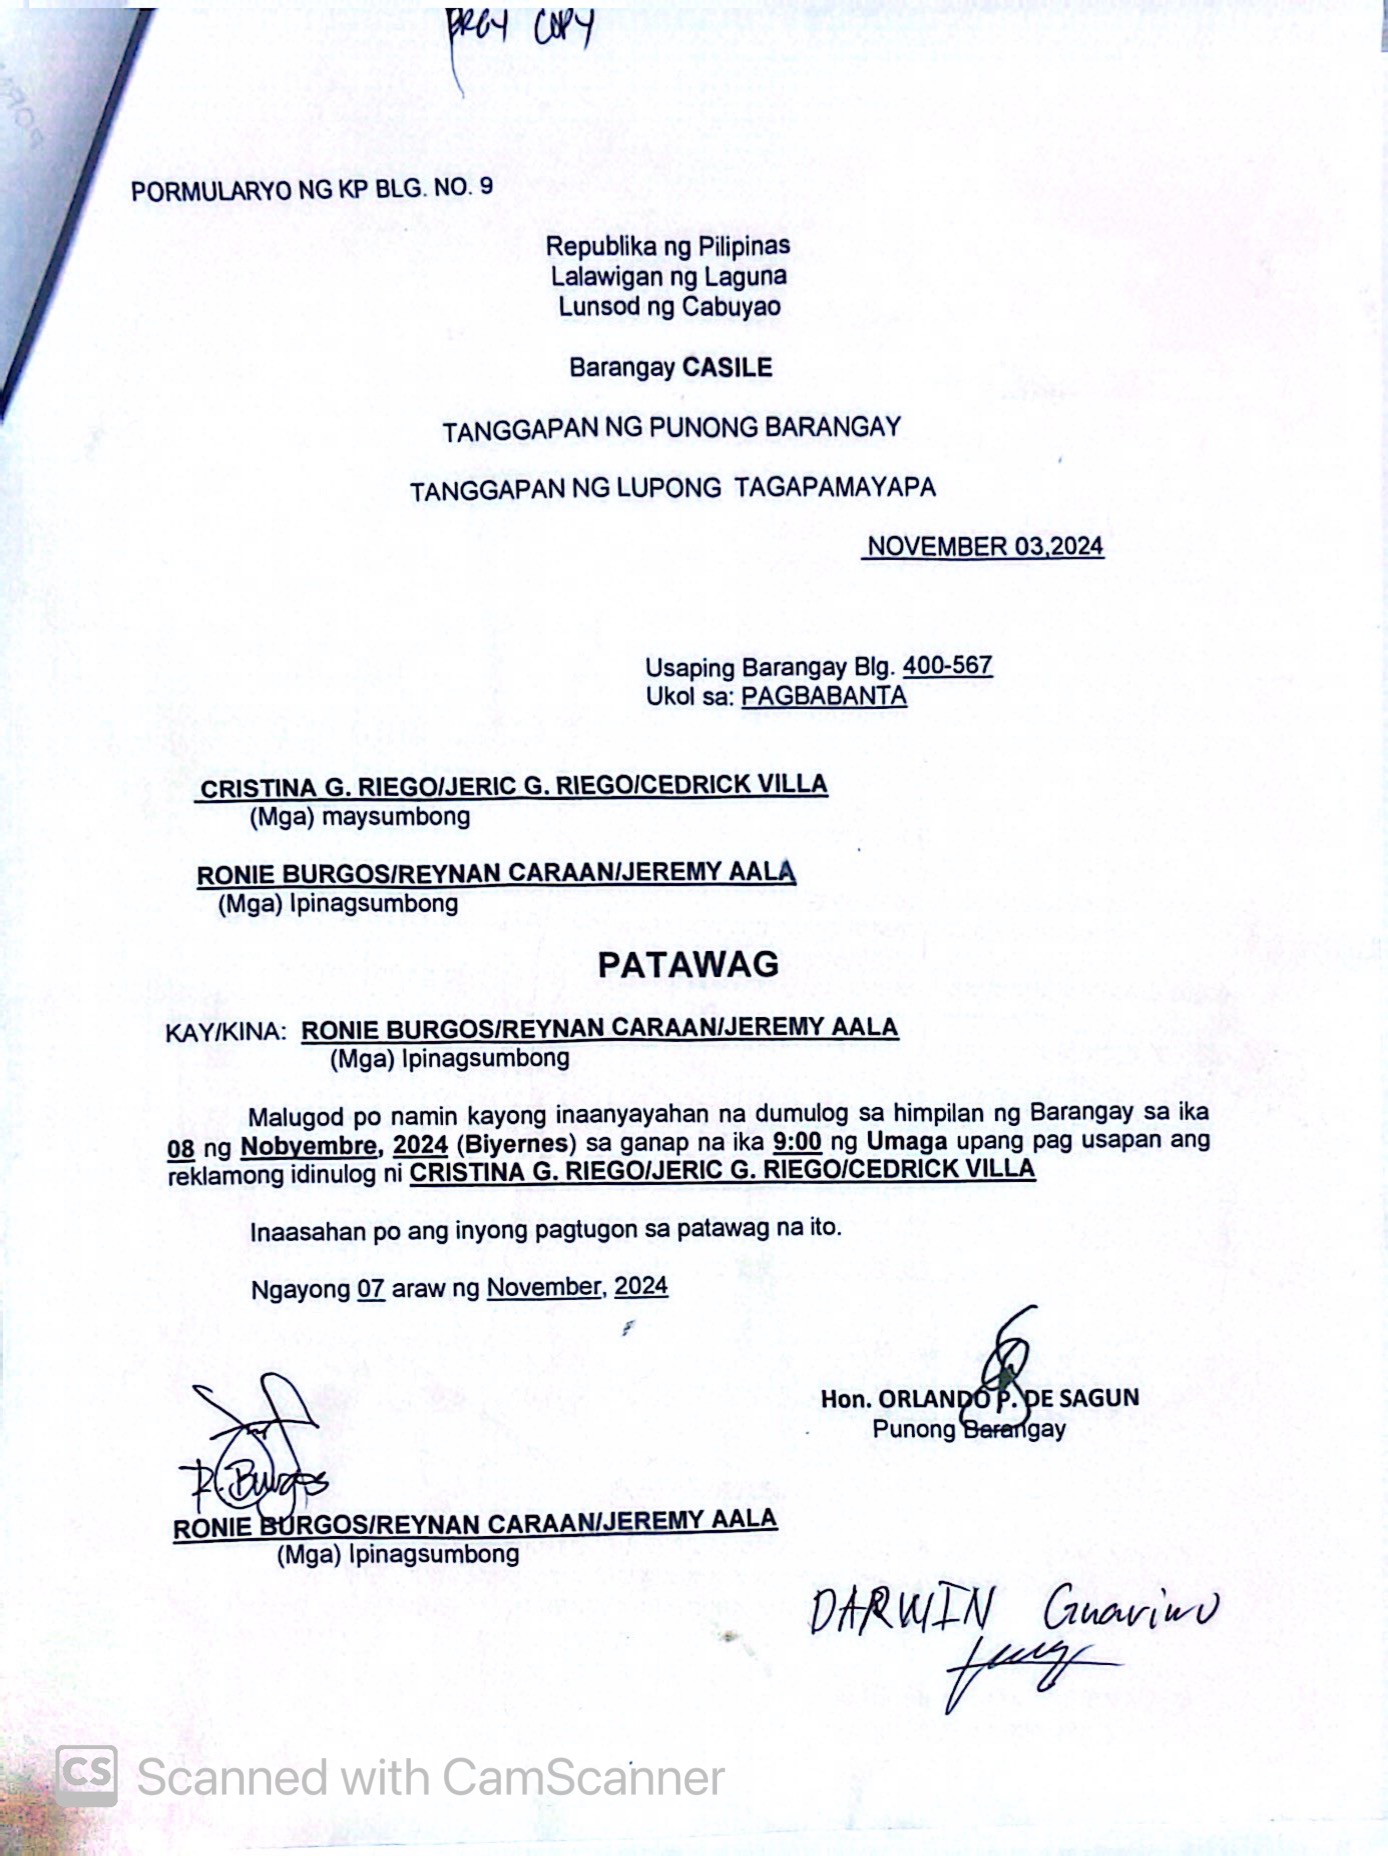 BRGY COPY
PORMULARYO NG KP BLG. NO. 9
Republika ng Pilipinas
Lalawigan ng Laguna
Lunsod ng Cabuyao
Barangay CASILE
TANGGAPAN NG PUNONG BARANGAY
TANGGAPAN NG LUPONG TAGAPAMAYAPA
NOVEMBER 03,2024
Usaping Barangay Blg. 400-567
Ukol sa: PAGBABANTA
CRISTINA G. RIEGO/JERIC G. RIEGO/CEDRICK VILLA
(Mga) maysumbong
RONIE BURGOS/REYNAN CARAAN/JEREMY AALA
(Mga) Ipinagsumbong
PATAWAG
KAY/KINA: RONIE BURGOS/REYNAN CARAAN/JEREMY AALA
(Mga) Ipinagsumbong
Malugod po namin kayong inaanyayahan na dumulog sa himpilan ng Barangay sa ika
08 ng Nobyembre, 2024 (Biyernes) sa ganap na ika 9:00 ng Umaga upang pag usapan ang
reklamong idinulog ni CRISTINA G. RIEGO/JERIC G. RIEGO/CEDRICK VILLA
Inaasahan po ang inyong pagtugon sa patawag na ito.
Ngayong 07 araw ng November, 2024
Hon. ORLANDO P. DE SAGUN
Punong Barangay
R. Burgos
RONIE BURGOS/REYNAN CARAAN/JEREMY AALA
(Mga) Ipinagsumbong
DARWIN Guarino
CS Scanned with CamScanner